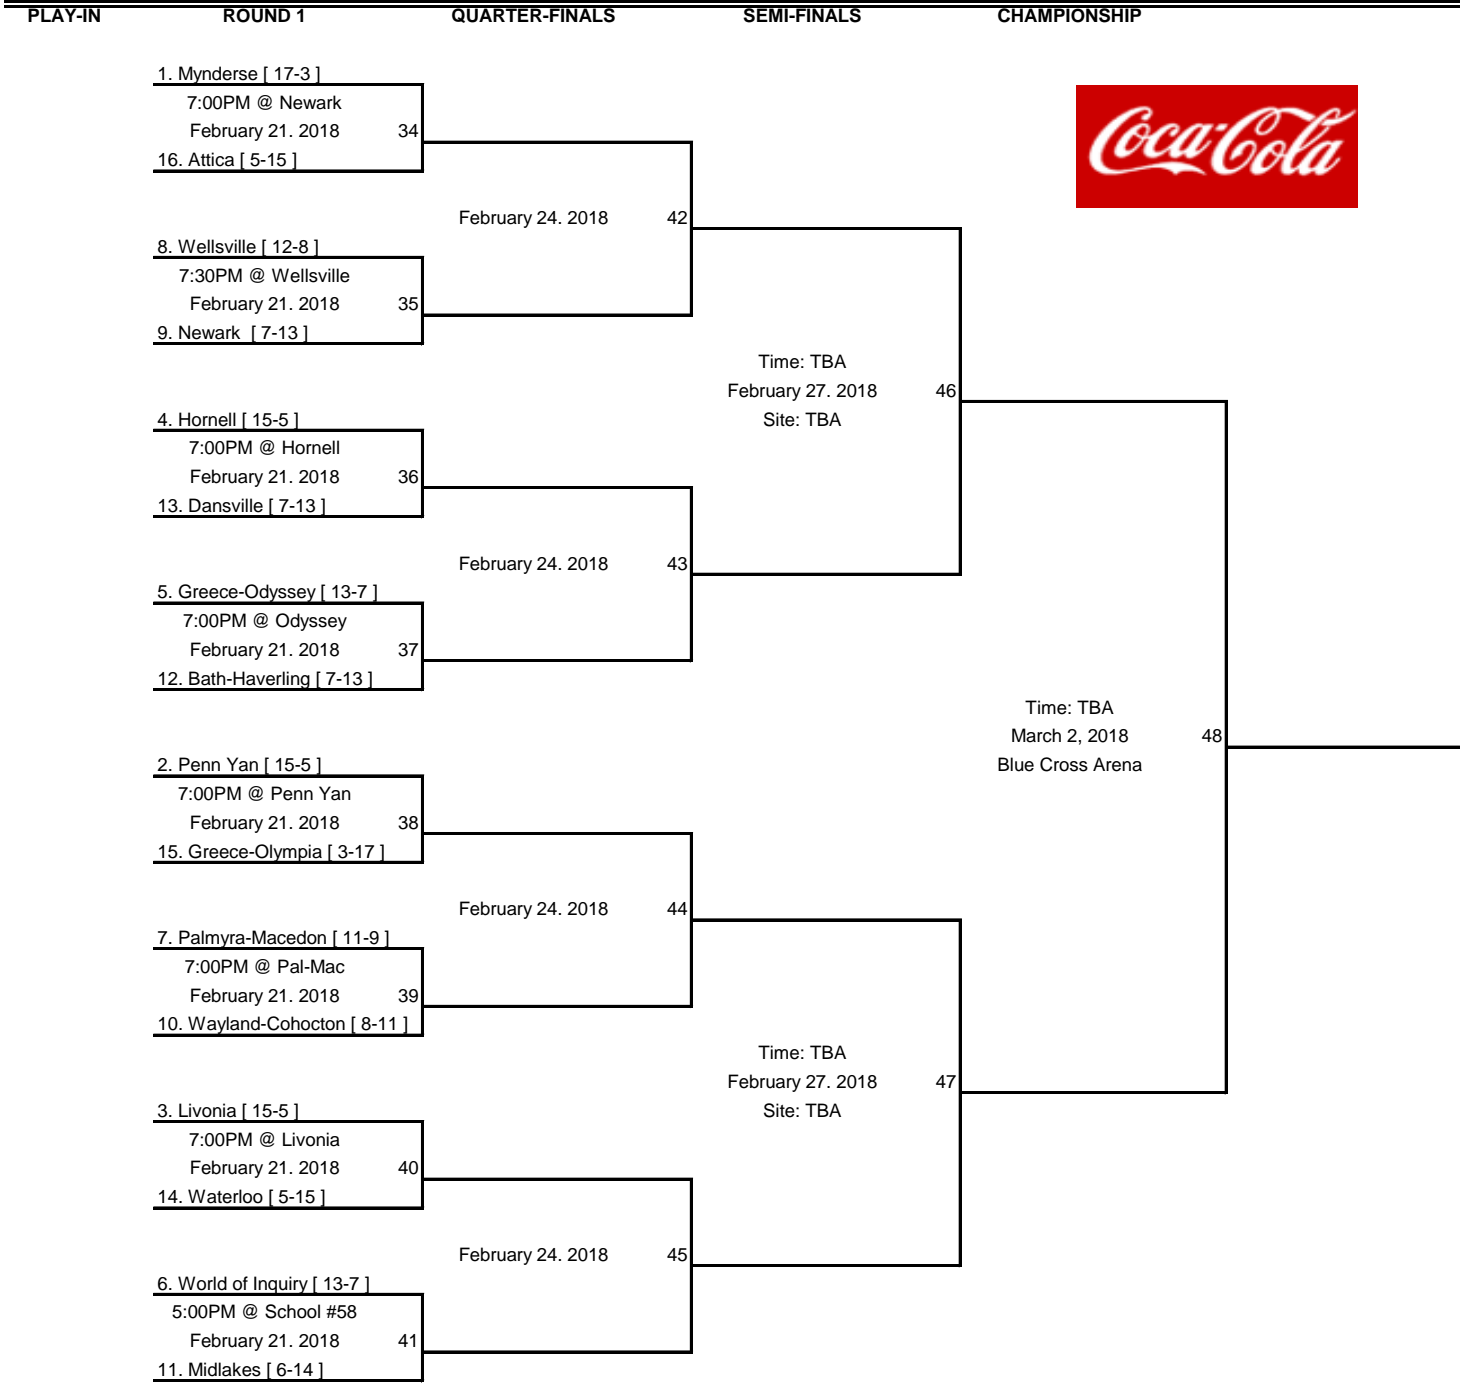 PLAY-IN ROUND 1 QUARTER-FINALS SEMI-FINALS CHAMPIONSHIP
1. Mynderse [ 17-3 ]
7:00PM @ Newark
February 21. 2018 34
16. Attica [ 5-15 ]
Coca-Cola
February 24. 2018 42
8. Wellsville [ 12-8 ]
7:30PM @ Wellsville
February 21. 2018 35
9. Newark [ 7-13 ]
Time: TBA
February 27. 2018 46
Site: TBA
4. Hornell [ 15-5 ]
7:00PM @ Hornell
February 21. 2018 36
13. Dansville [ 7-13 ]
February 24. 2018 43
5. Greece-Odyssey [ 13-7 ]
7:00PM @ Odyssey
February 21. 2018 37
12. Bath-Haverling [ 7-13 ]
Time: TBA
March 2, 2018 48
Blue Cross Arena
2. Penn Yan [ 15-5 ]
7:00PM @ Penn Yan
February 21. 2018 38
15. Greece-Olympia [ 3-17 ]
February 24. 2018 44
7. Palmyra-Macedon [ 11-9 ]
7:00PM @ Pal-Mac
February 21. 2018 39
10. Wayland-Cohocton [ 8-11 ]
Time: TBA
February 27. 2018 47
Site: TBA
3. Livonia [ 15-5 ]
7:00PM @ Livonia
February 21. 2018 40
14. Waterloo [ 5-15 ]
February 24. 2018 45
6. World of Inquiry [ 13-7 ]
5:00PM @ School #58
February 21. 2018 41
11. Midlakes [ 6-14 ]